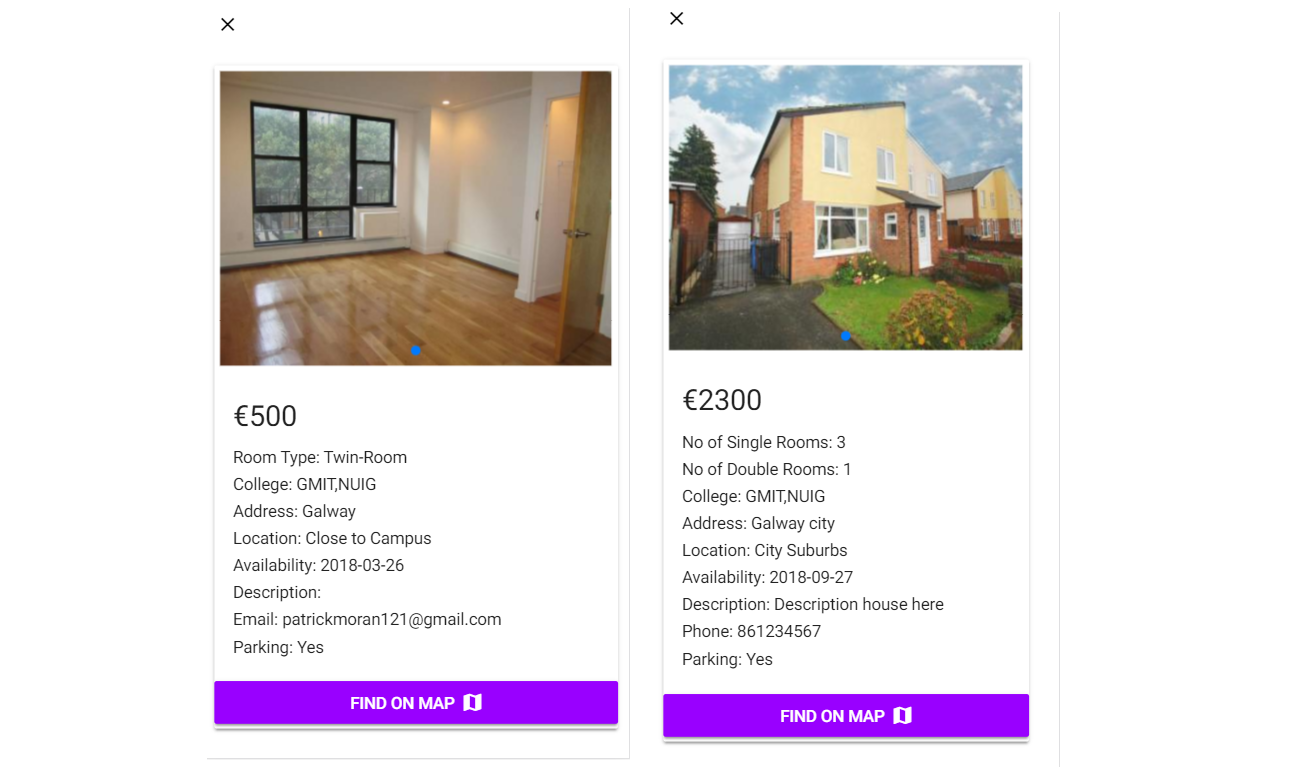 €500
Room Type: Twin-Room
College: GMIT,NUIG
Address: Galway
Location: Close to Campus
Availability: 2018-03-26
Description:
Email: patrickmoran121@gmail.com
Parking: Yes
FIND ON MAP
€2300
No of Single Rooms: 3
No of Double Rooms: 1
College: GMIT,NUIG
Address: Galway city
Location: City Suburbs
Availability: 2018-09-27
Description: Description house here
Phone: 861234567
Parking: Yes
FIND ON MAP